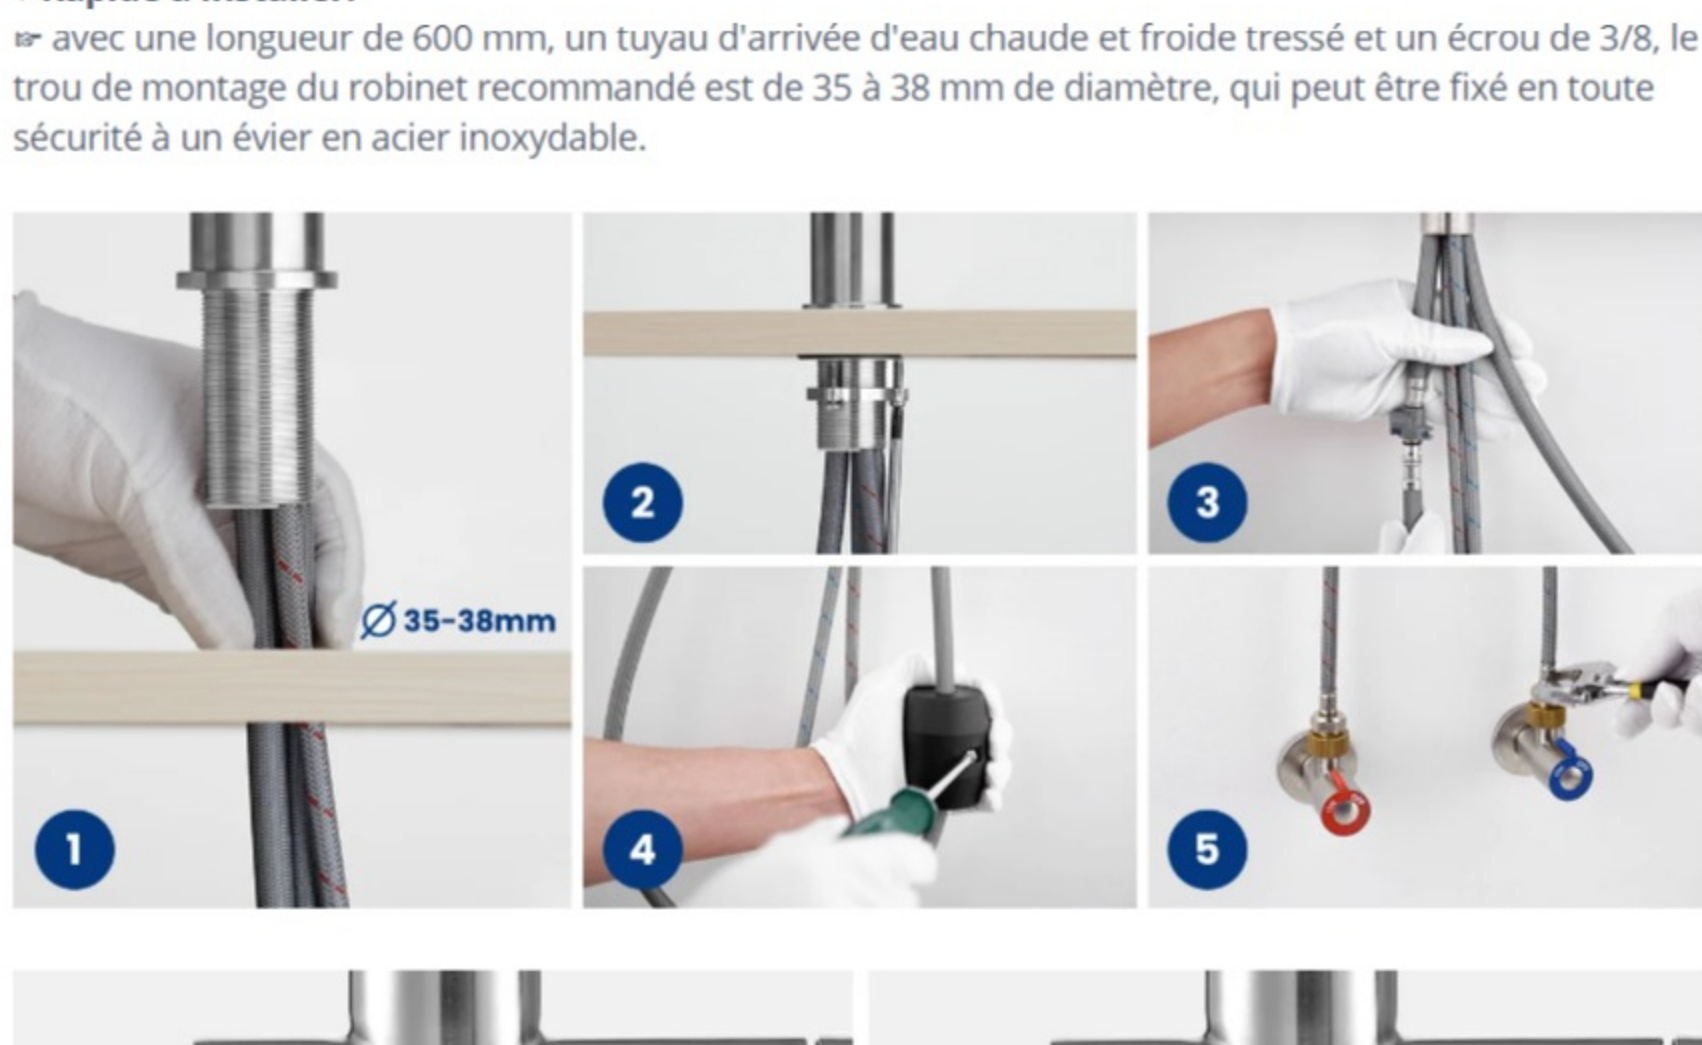 ☞ avec une longueur de 600 mm, un tuyau d'arrivée d'eau chaude et froide tressé et un écrou de 3/8, le
trou de montage du robinet recommandé est de 35 à 38 mm de diamètre, qui peut être fixé en toute
sécurité à un évier en acier inoxydable.
Ø 35-38mm
1
2
3
4
5